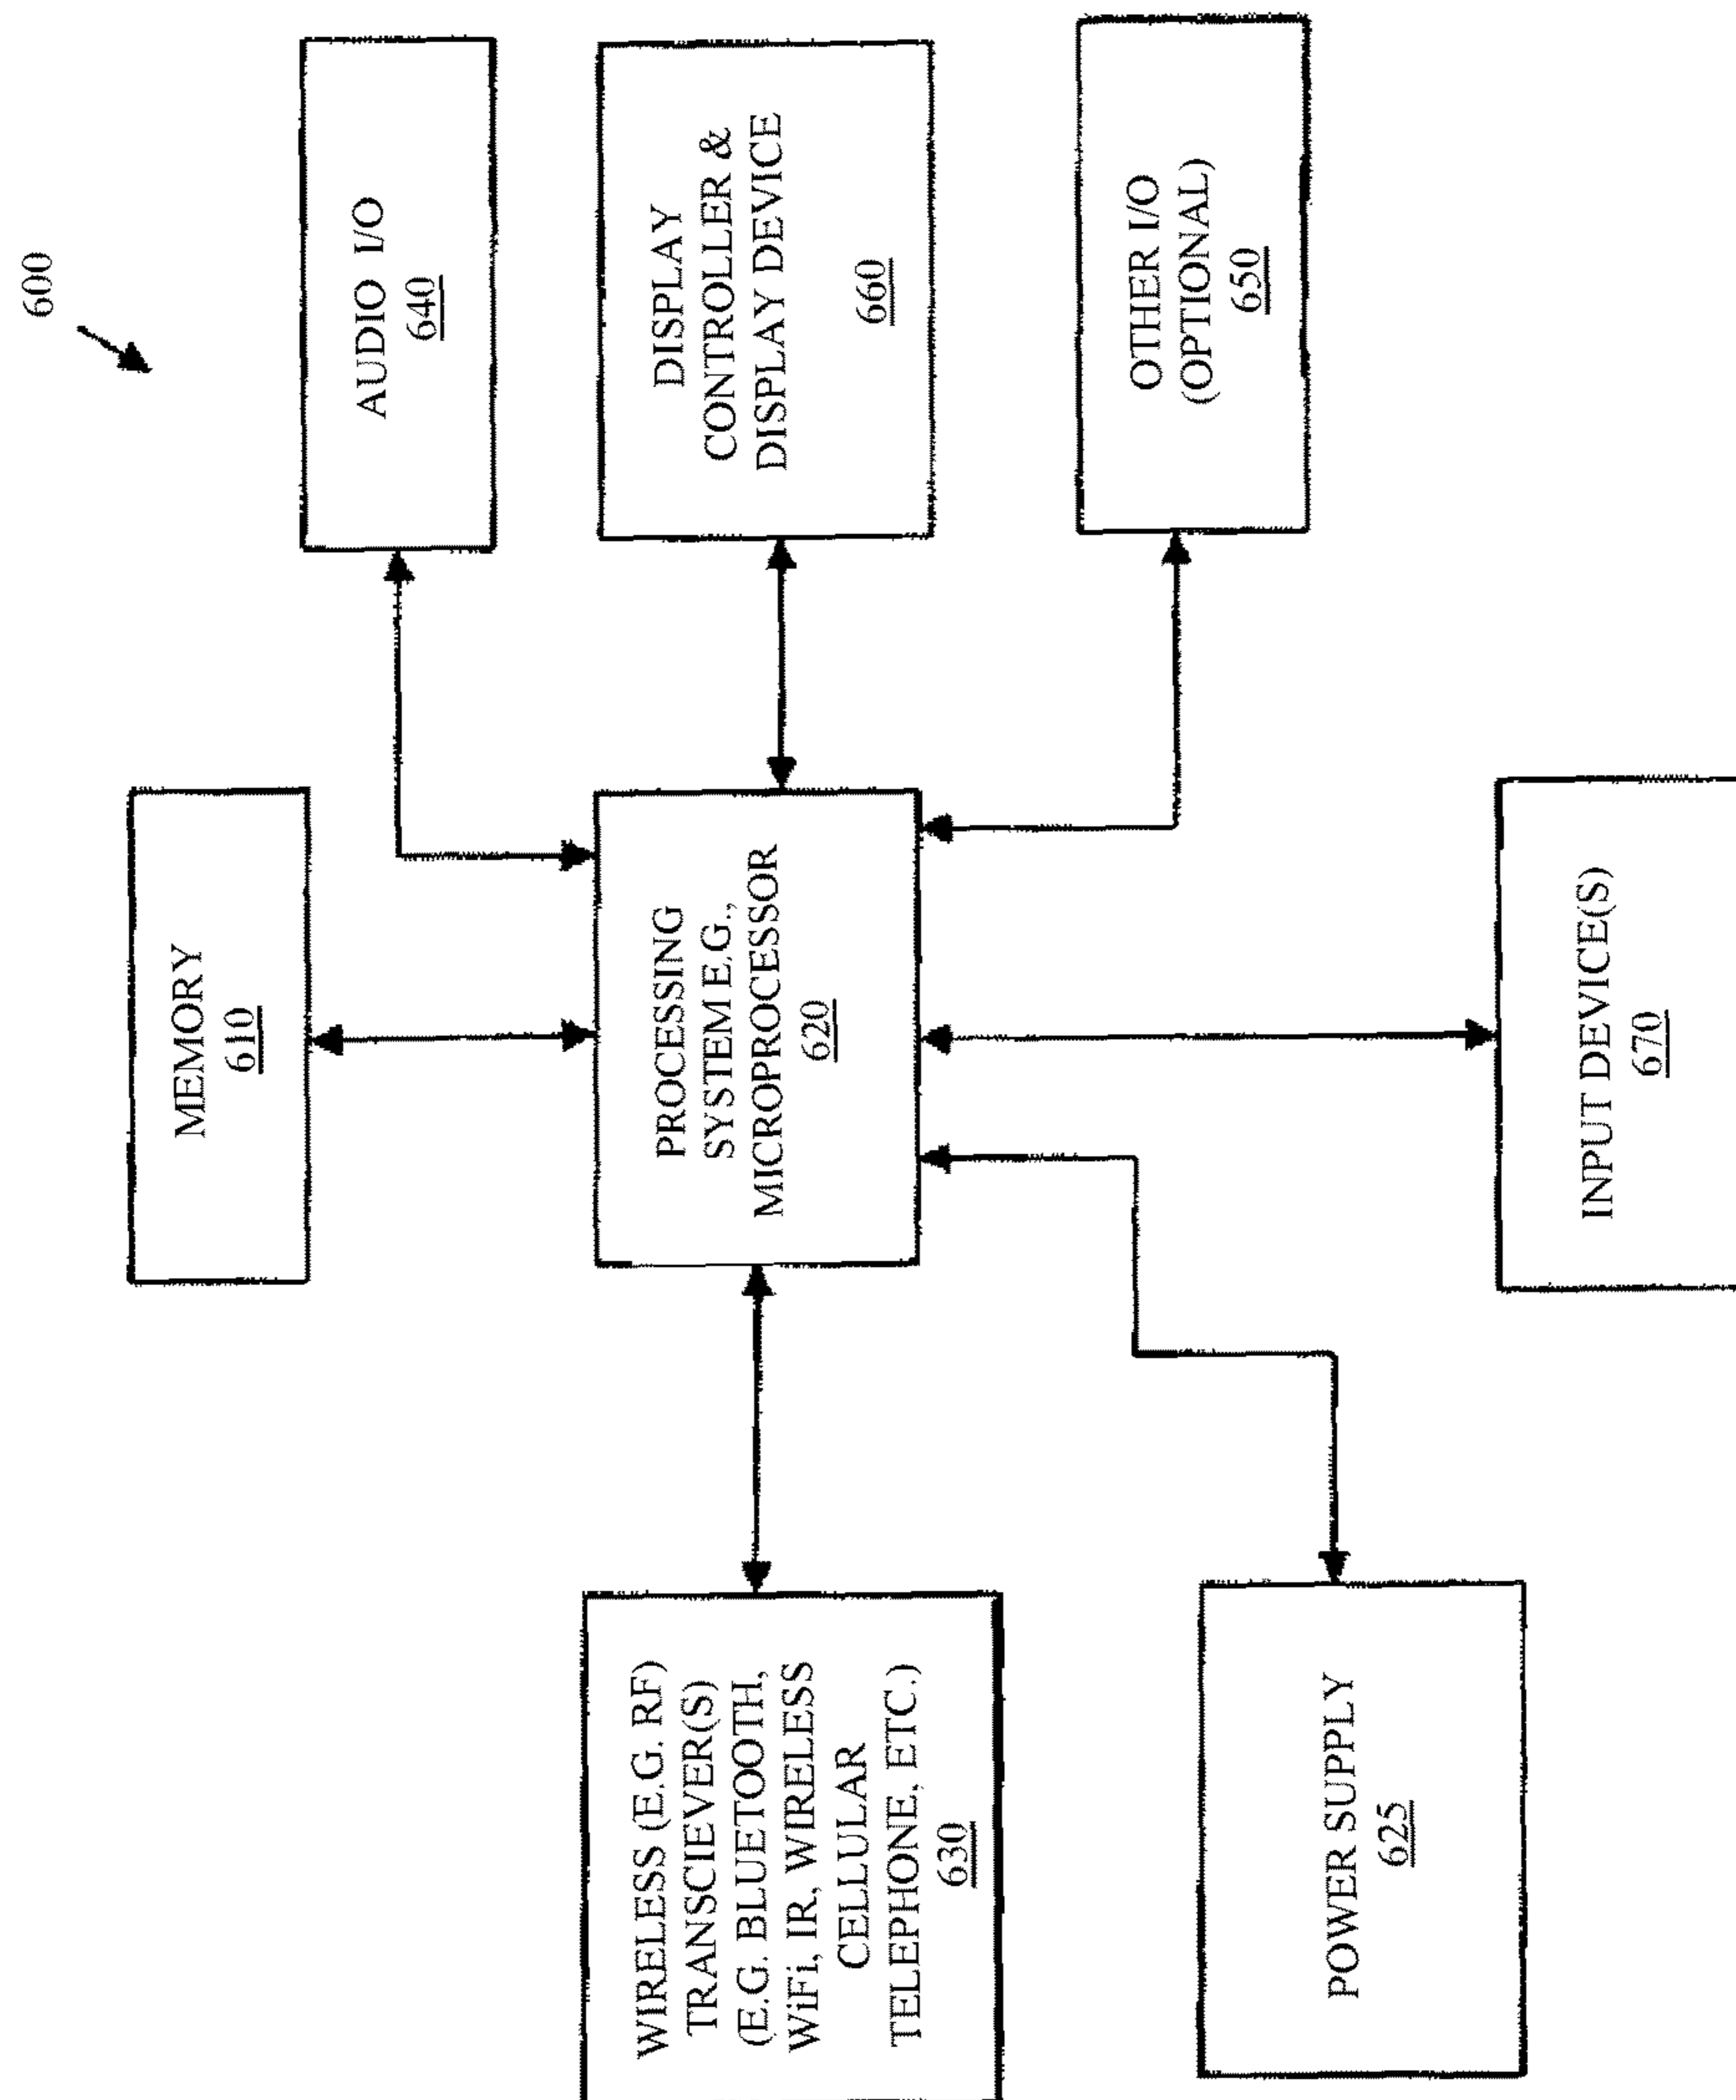 600
MEMORY
610
AUDIO I/O
640
WIRELESS (E.G. RF)
TRANSCIEVER(S)
(E.G. BLUETOOTH,
WiFi, IR, WIRELESS
CELLULAR
TELEPHONE, ETC.)
630
PROCESSING
SYSTEM E.G.,
MICROPROCESSOR
620
DISPLAY
CONTROLLER &
DISPLAY DEVICE
660
POWER SUPPLY
625
OTHER I/O
(OPTIONAL)
650
INPUT DEVICE(S)
670